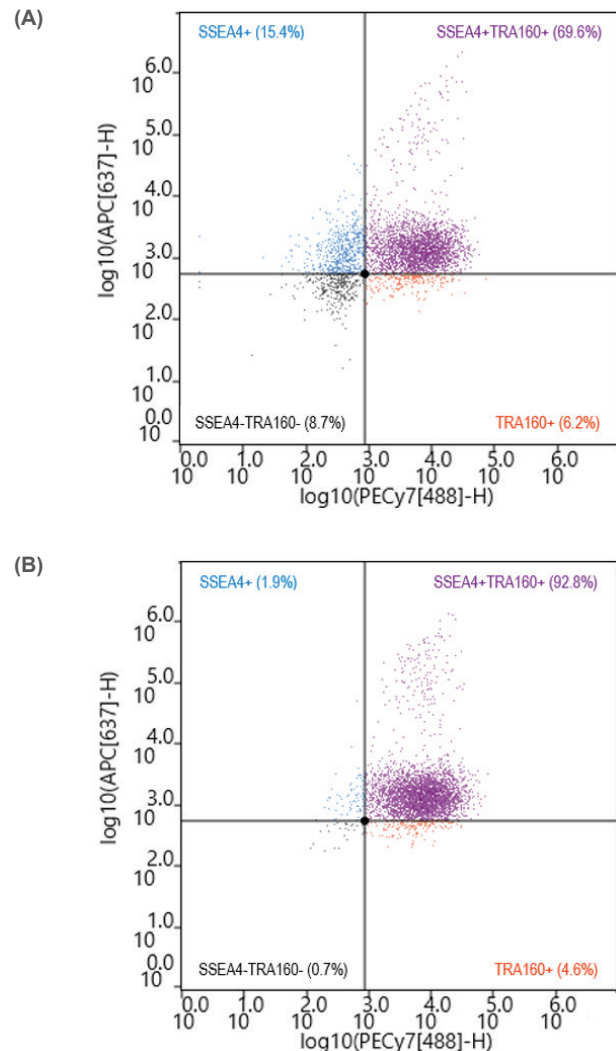 (A)
SSEA4+ (15.4%)
SSEA4+TRA160+ (69.6%)
log10(APC[637]-H)
10 6.0
10 5.0
10 4.0
10 3.0
10 2.0
10 1.0
10 0.0
SSEA4-TRA160- (8.7%)
TRA160+ (6.2%)
10 0.0
10 1.0
10 2.0
10 3.0
10 4.0
10 5.0
10 6.0
log10(PECy7[488]-H)
(B)
SSEA4+ (1.9%)
SSEA4+TRA160+ (92.8%)
log10(APC[637]-H)
10 6.0
10 5.0
10 4.0
10 3.0
10 2.0
10 1.0
10 0.0
SSEA4-TRA160- (0.7%)
TRA160+ (4.6%)
10 0.0
10 1.0
10 2.0
10 3.0
10 4.0
10 5.0
10 6.0
log10(PECy7[488]-H)